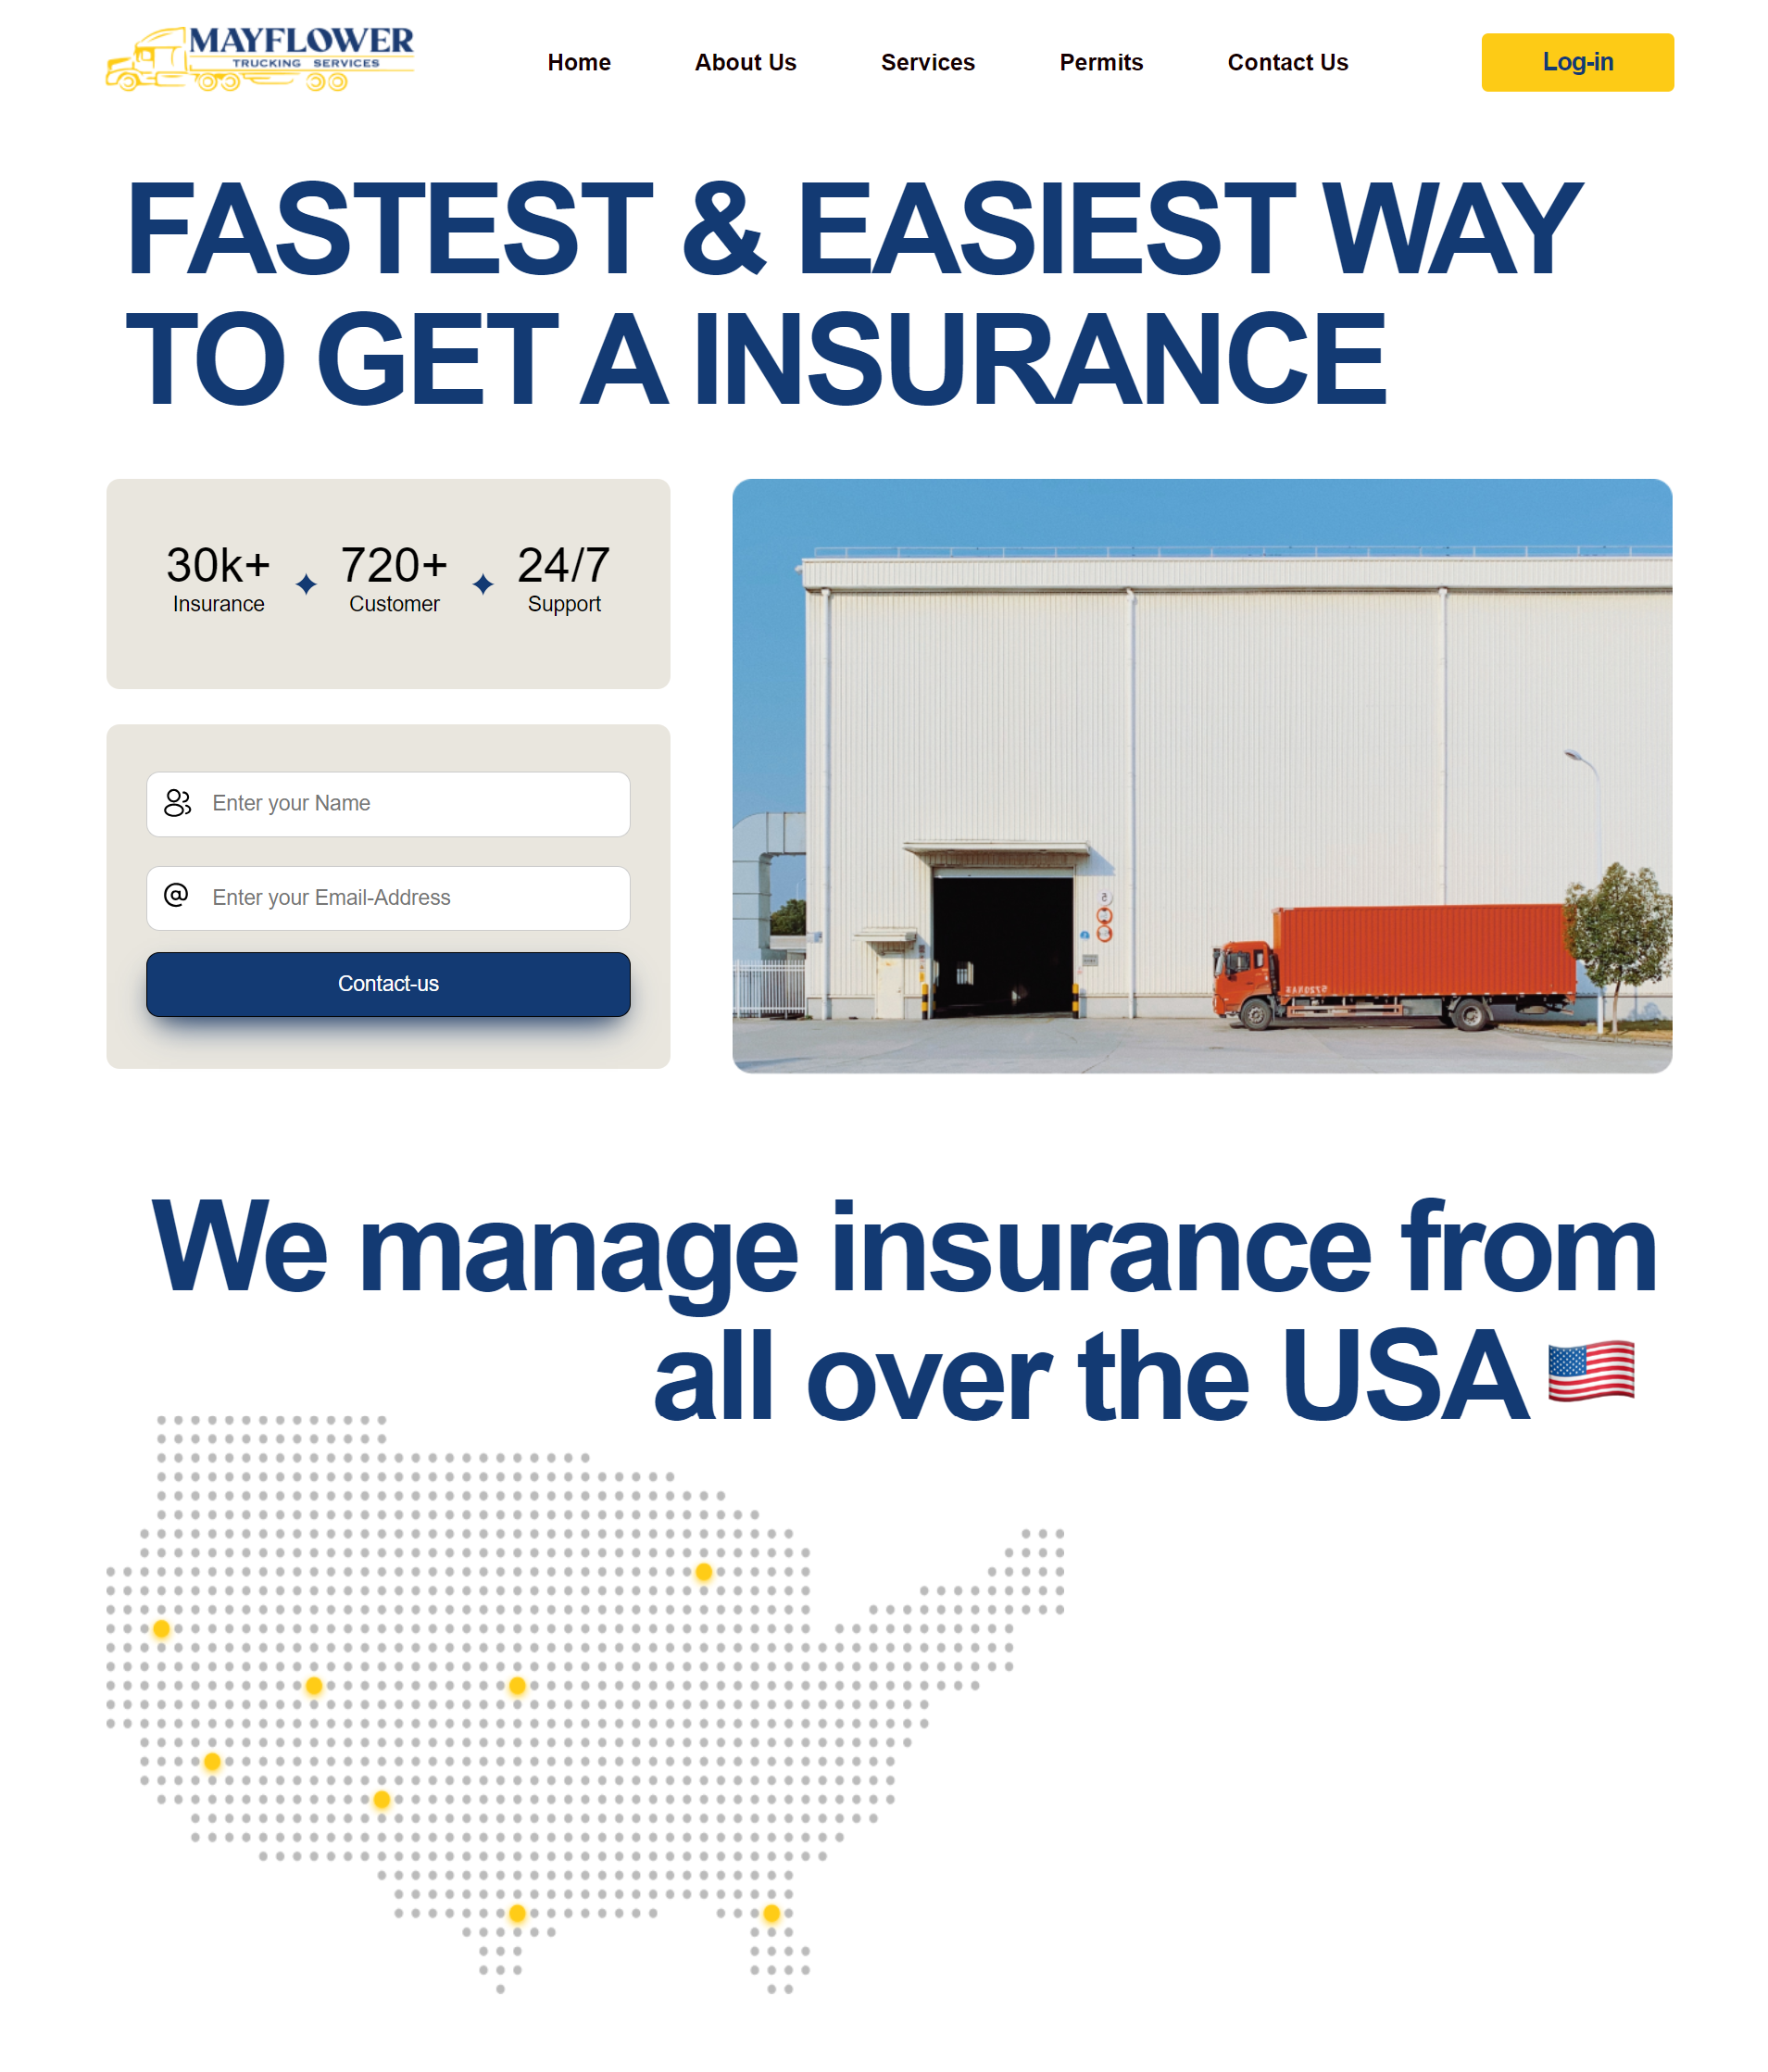 MAYFLOWER
TRUCKING SERVICES
Home
About Us
Services
Permits
Contact Us
Log-in
FASTEST & EASIEST WAY
TO GET A INSURANCE
30k+
Insurance
720+
Customer
24/7
Support
Enter your Name
Enter your Email-Address
Contact-us
We manage insurance from
all over the USA